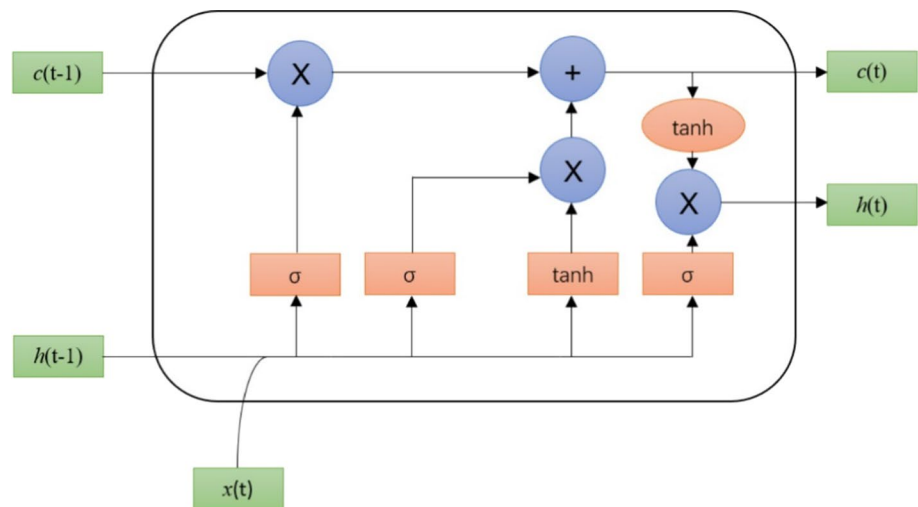 c(t-1)
X
+
c(t)
tanh
X
X
h(t)
σ
σ
tanh
σ
h(t-1)
x(t)